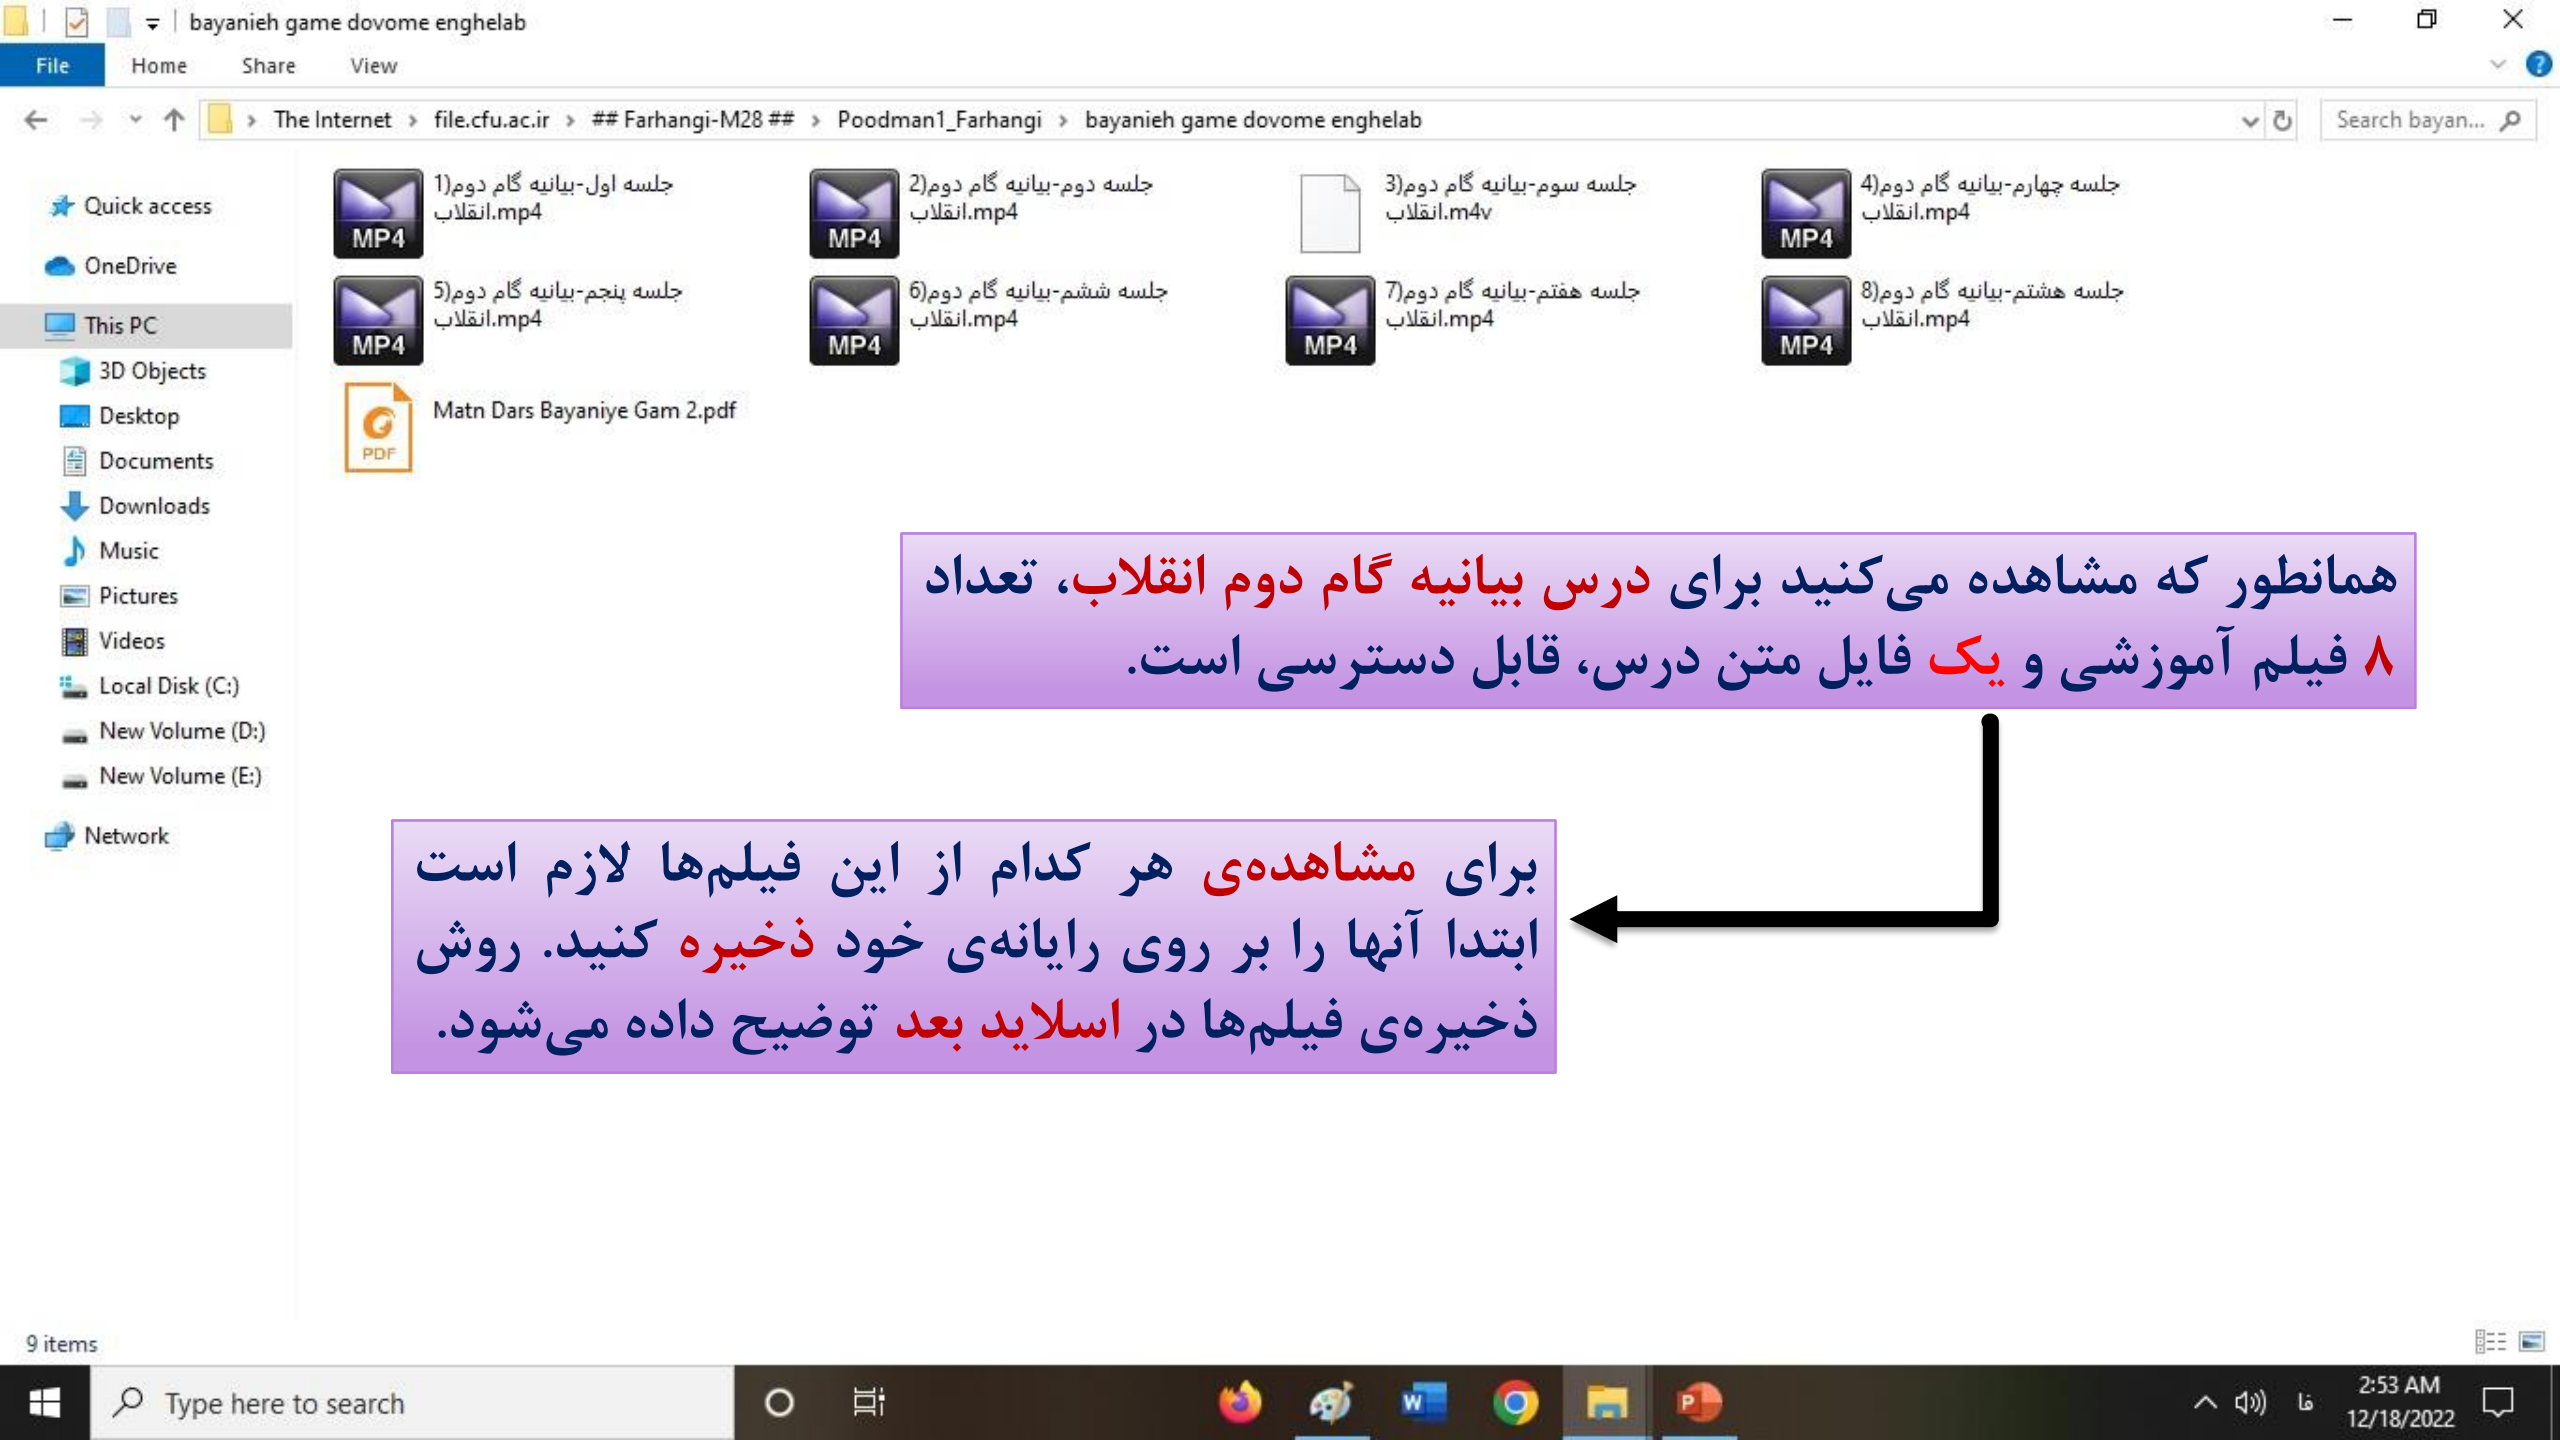 bayanieh game dovome enghelab
File Home Share View
The Internet › file.cfu.ac.ir › ## Farhangi-M28 ## › Poodman1_Farhangi › bayanieh game dovome enghelab
Search bayan...
Quick access
OneDrive
This PC
3D Objects
Desktop
Documents
Downloads
Music
Pictures
Videos
Local Disk (C:)
New Volume (D:)
New Volume (E:)
Network
MP4
1)جلسه اول-بیانیه گام دوم
انقلاب.mp4
MP4
2)جلسه دوم-بیانیه گام دوم
انقلاب.mp4
3)جلسه سوم-بیانیه گام دوم
انقلاب.m4v
MP4
4)جلسه چهارم-بیانیه گام دوم
انقلاب.mp4
MP4
5)جلسه پنجم-بیانیه گام دوم
انقلاب.mp4
MP4
6)جلسه ششم-بیانیه گام دوم
انقلاب.mp4
MP4
7)جلسه هفتم-بیانیه گام دوم
انقلاب.mp4
MP4
8)جلسه هشتم-بیانیه گام دوم
انقلاب.mp4
PDF
Matn Dars Bayaniye Gam 2.pdf
همانطور که مشاهده می‌کنید برای درس بیانیه گام دوم انقلاب، تعداد
۸ فیلم آموزشی و یک فایل متن درس، قابل دسترسی است.
برای مشاهده‌ی هر کدام از این فیلم‌ها لازم است
ابتدا آنها را بر روی رایانه‌ی خود ذخیره کنید. روش
ذخیره‌ی فیلم‌ها در اسلاید بعد توضیح داده می‌شود.
9 items
Type here to search
فا
2:53 AM
12/18/2022